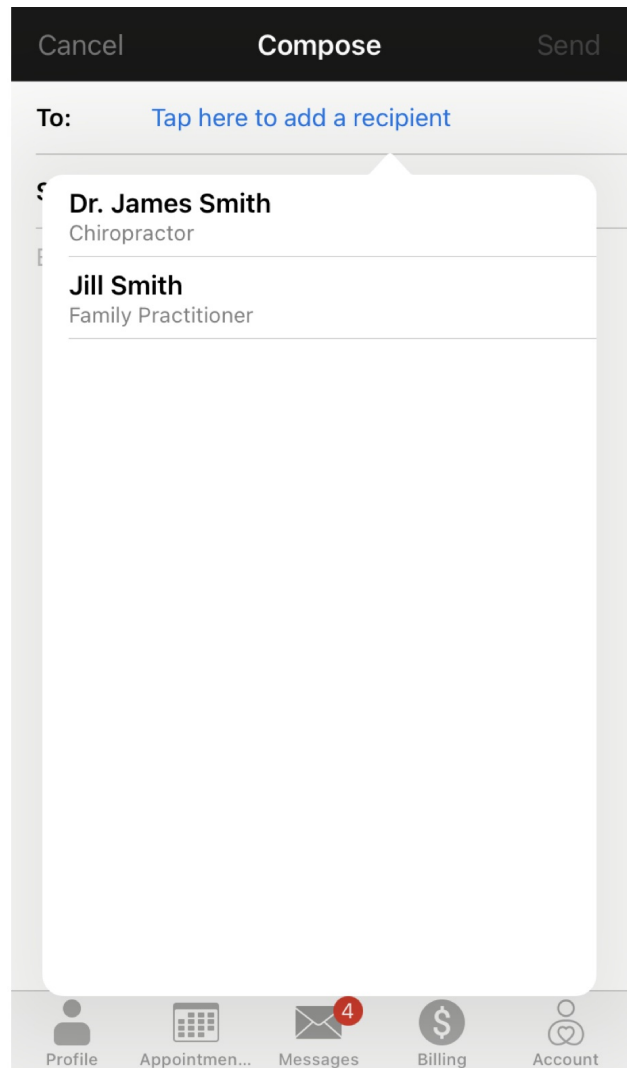 Cancel Compose Send
To: Tap here to add a recipient
Dr. James Smith
Chiropractor
Jill Smith
Family Practitioner
4
Profile Appointmen... Messages Billing Account